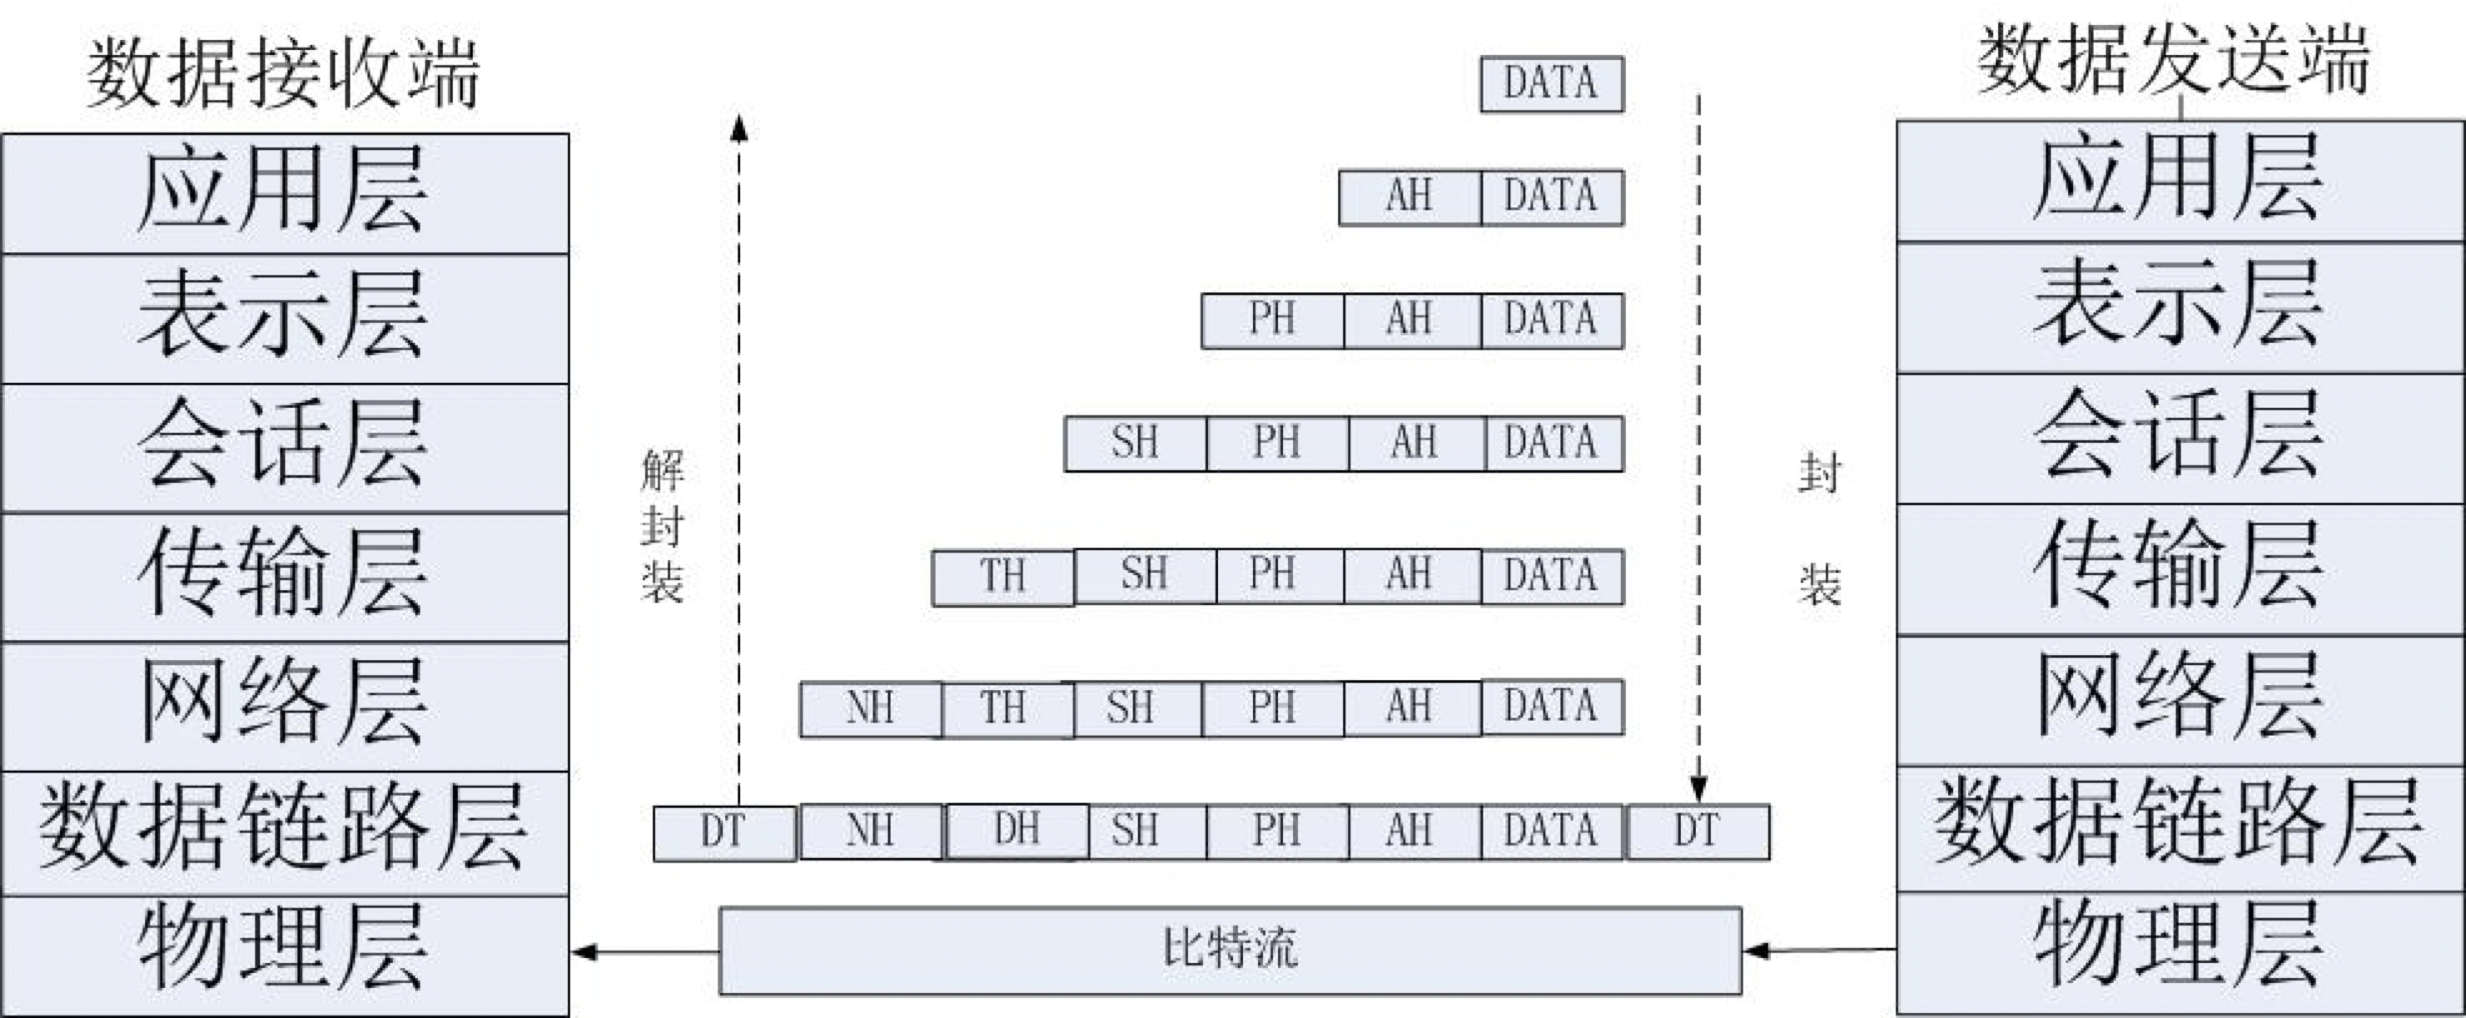 数据接收端
应用层
表示层
会话层
传输层
网络层
数据链路层
物理层
解封装
DATA
AH DATA
PH AH DATA
SH PH AH DATA
TH SH PH AH DATA
NH TH SH PH AH DATA
DT NH DH SH PH AH DATA DT
比特流
封装
数据发送端
应用层
表示层
会话层
传输层
网络层
数据链路层
物理层